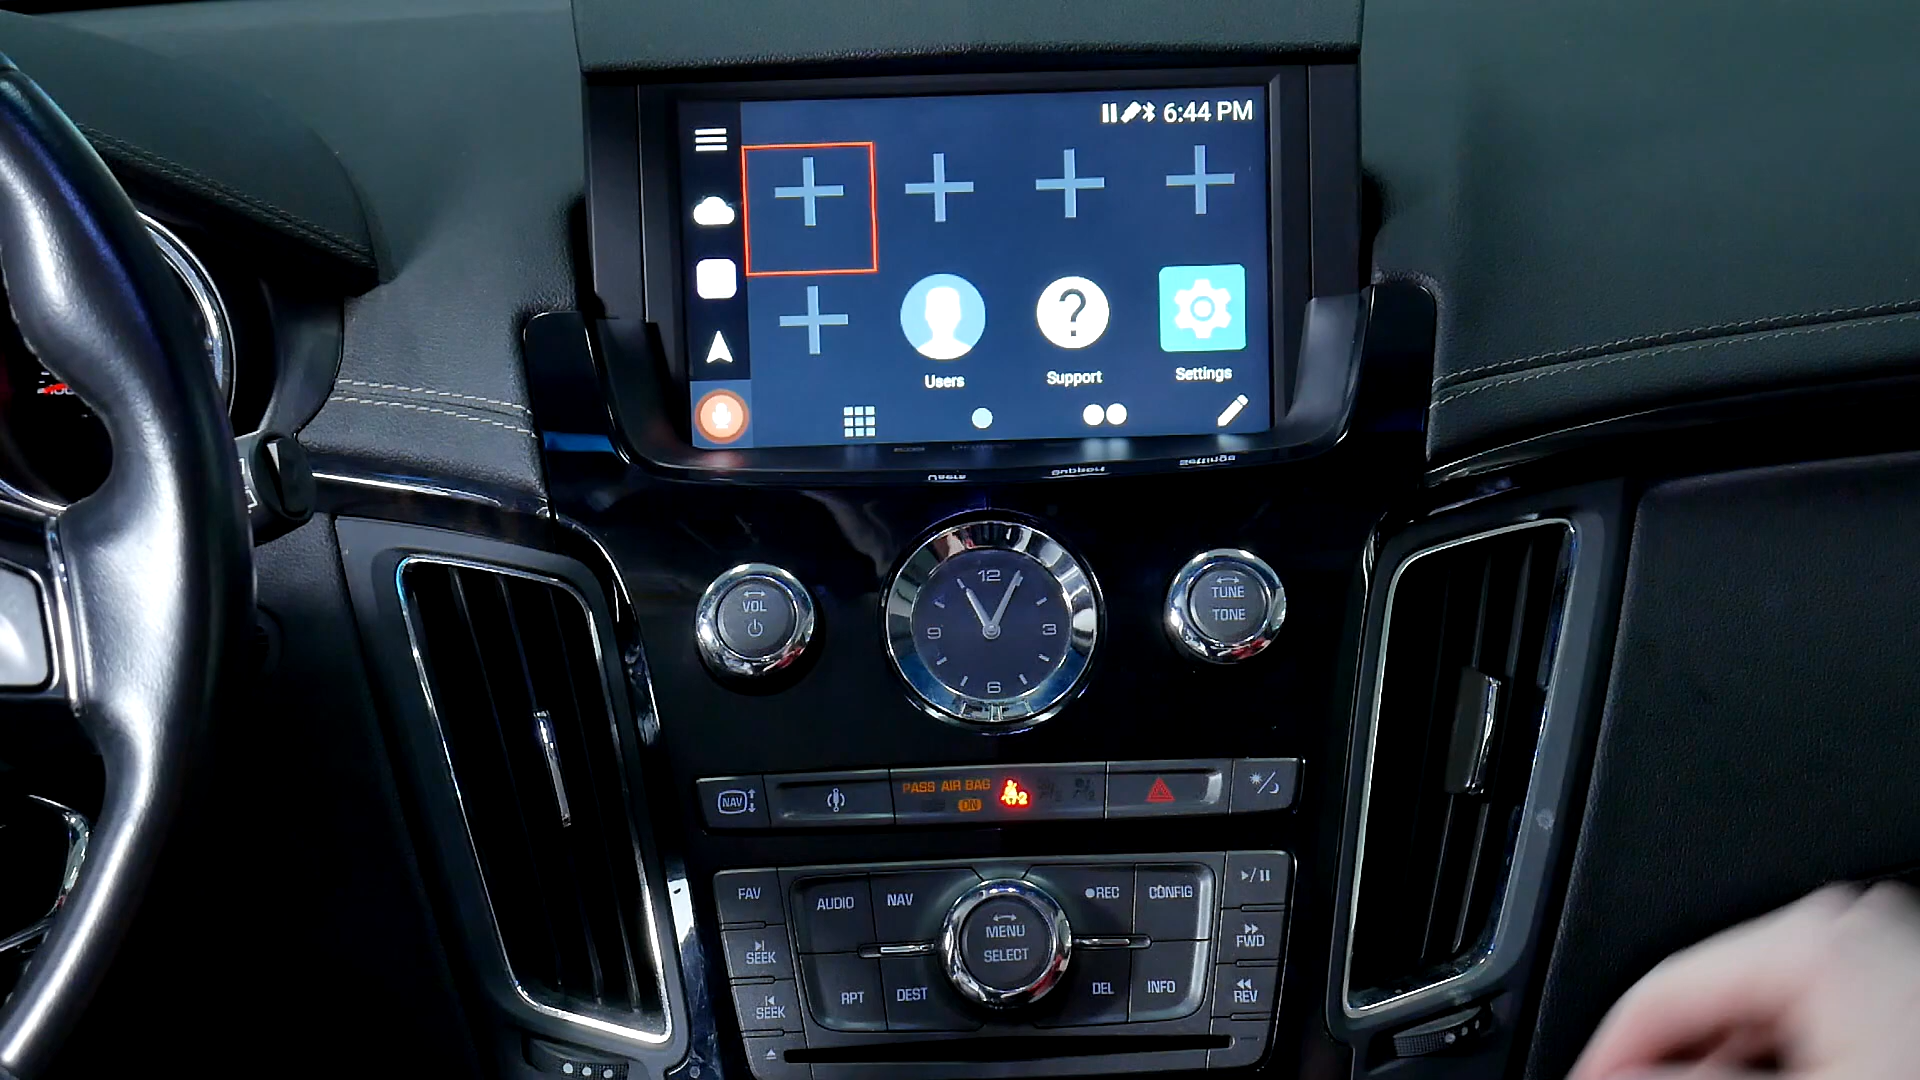 6:44 PM
Users
Support
Settings
VOL
TUNE
TONE
12
9
3
6
NAV
PASS AIR BAG
ON
2
FAV
AUDIO
NAV
REC
CONFIG
MENU
SELECT
SEEK
FWD
RPT
DEST
DEL
INFO
SEEK
REV